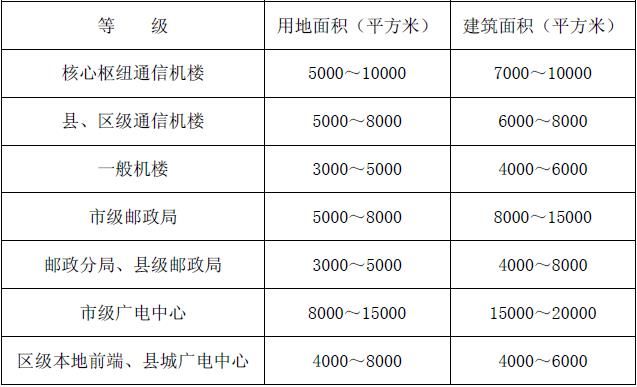 等 级 用地面积（平方米） 建筑面积（平方米）
核心枢纽通信机楼 5000～10000 7000～10000
县、区级通信机楼 5000～8000 6000～8000
一般机楼 3000～5000 4000～6000
市级邮政局 5000～8000 8000～15000
邮政分局、县级邮政局 3000～5000 4000～8000
市级广电中心 8000～15000 15000～20000
区级本地前端、县城广电中心 4000～8000 4000～6000